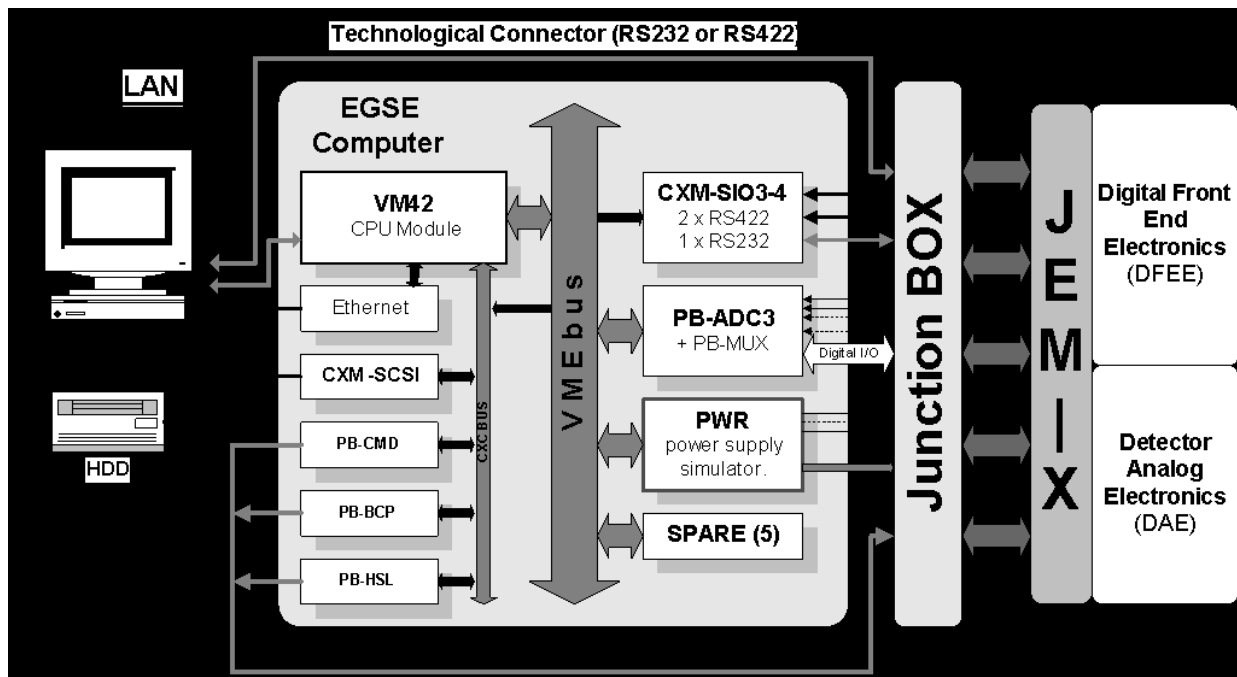 Technological Connector (RS232 or RS422)
LAN
EGSE
Computer
VM42
CPU Module
Ethernet
CXM-SCSI
PB-CMD
PB-BCP
PB-HSL
HDD
CXC BUS
VMEbus
CXM-SIO3-4
2 x RS422
1 x RS232
PB-ADC3
+ PB-MUX
Digital I/O
PWR
power supply
simulator.
SPARE (5)
Junction BOX
JEMIX
Digital Front
End
Electronics
(DFEE)
Detector
Analog
Electronics
(DAE)